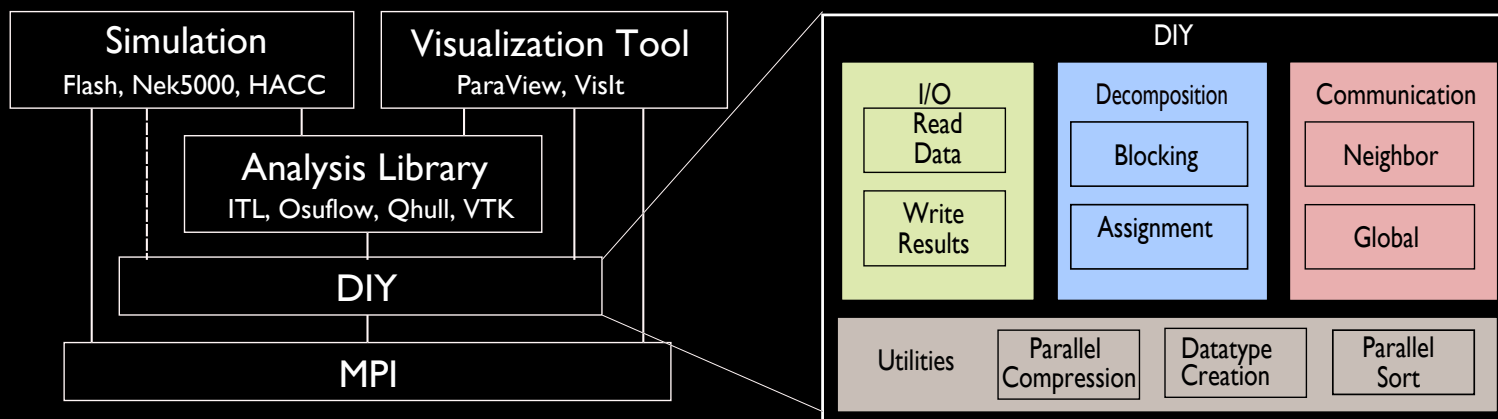 Simulation
Flash, Nek5000, HACC
Visualization Tool
ParaView, VisIt
Analysis Library
ITL, Osuflow, Qhull, VTK
DIY
MPI
DIY
I/O
Read
Data
Write
Results
Decomposition
Blocking
Assignment
Communication
Neighbor
Global
Utilities
Parallel
Compression
Datatype
Creation
Parallel
Sort